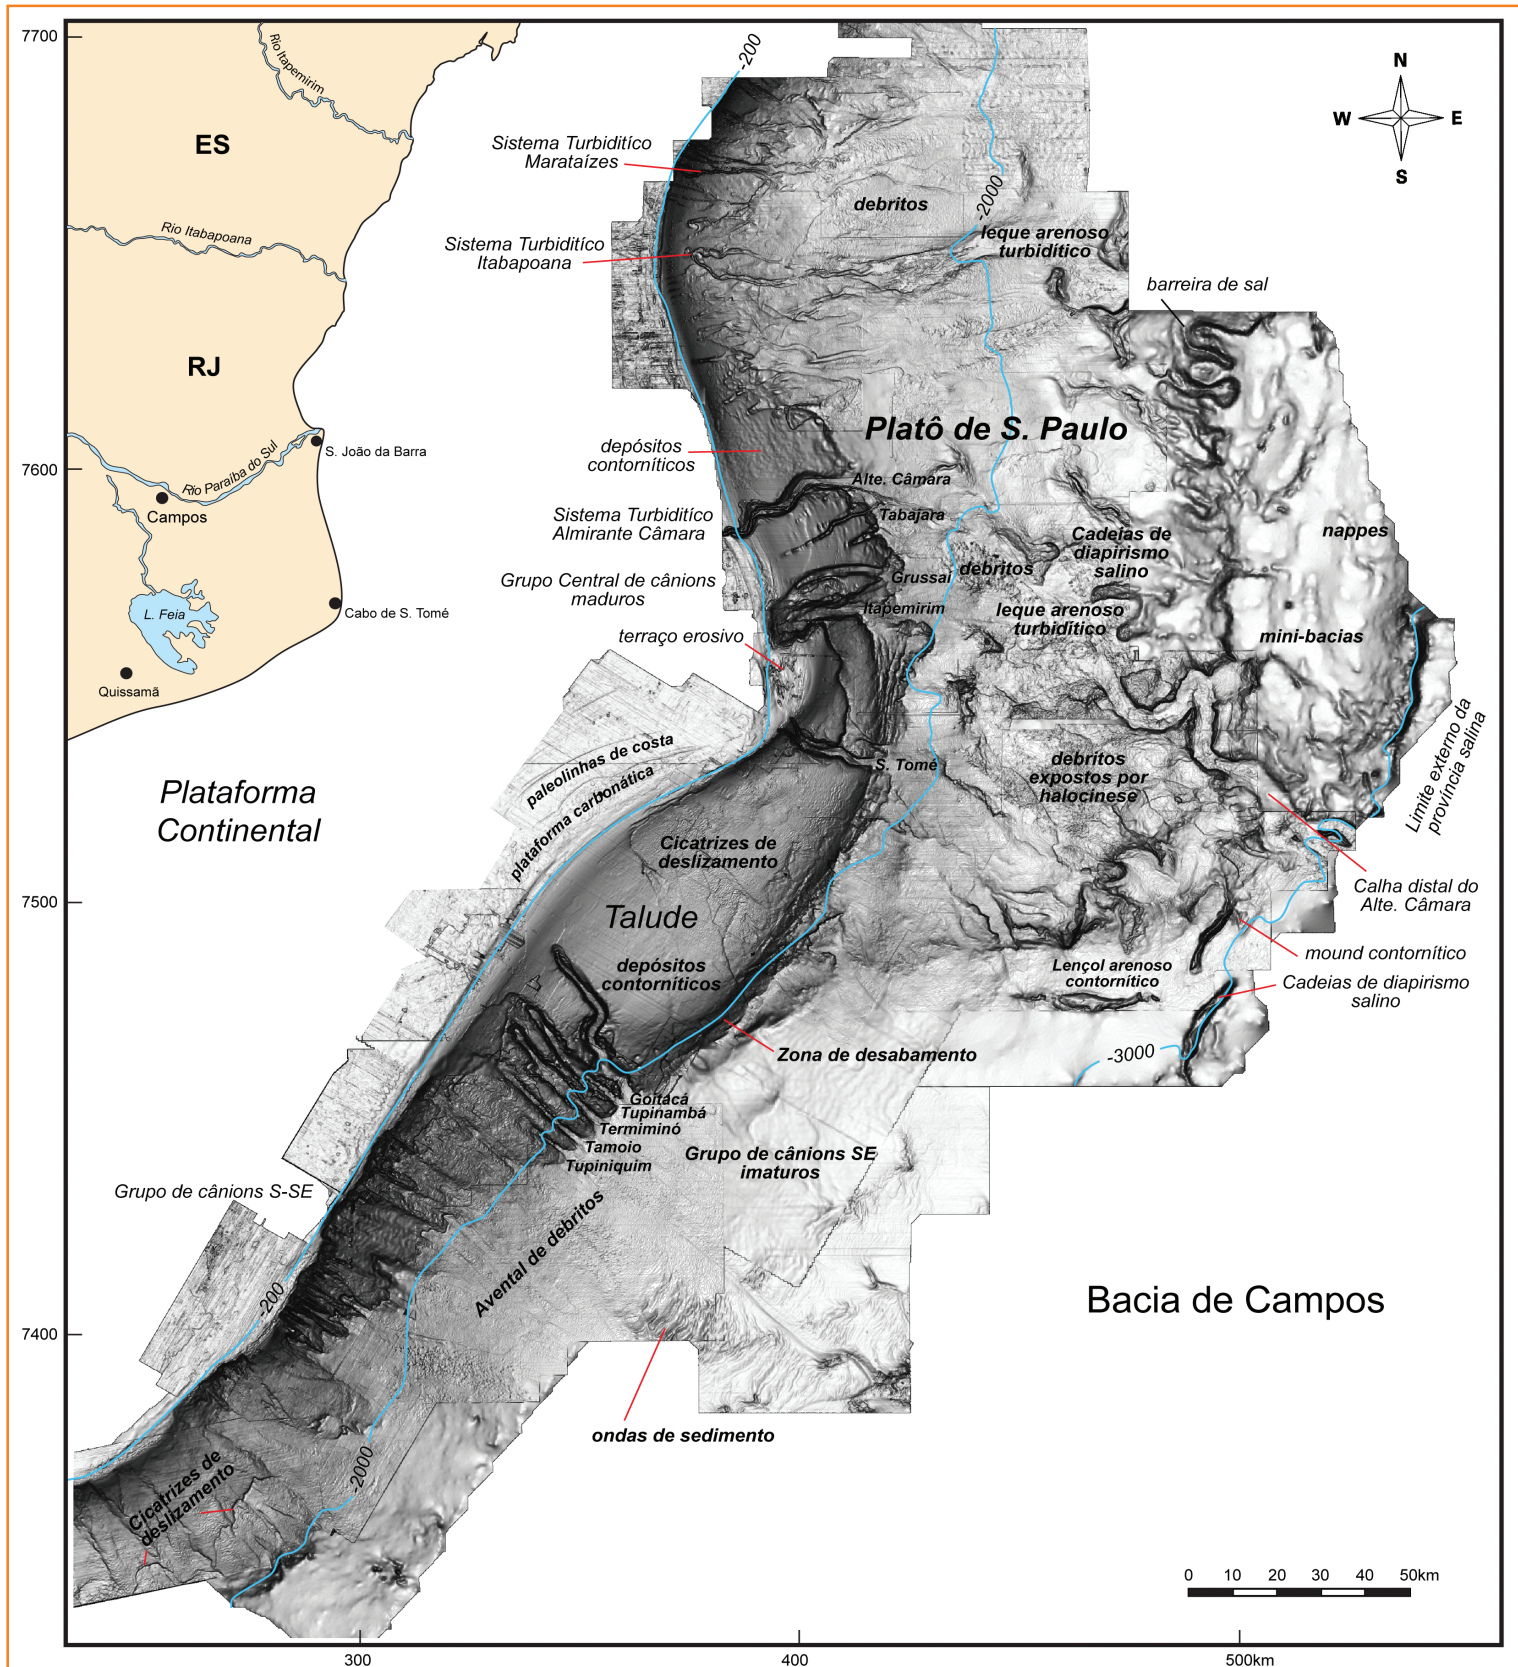 7700
Rio Itapemirim
-200
N
W
E
S
ES
Sistema Turbiditíco
Marataízes
-2000
debritos
Rio Itabapoana
leque arenoso
turbidítico
Sistema Turbiditíco
Itabapoana
barreira de sal
RJ
Platô de S. Paulo
S. João da Barra
depósitos
contorníticos
7600
Rio Paraíba do Sul
Alte. Câmara
Campos
Sistema Turbiditíco
Almirante Câmara
Tabajara
nappes
Cadeias de
diapirismo
salino
debritos
Grussaí
Grupo Central de cânions
maduros
Itapemirim
leque arenoso
turbidítico
L. Feia
Cabo de S. Tomé
terraço erosivo
mini-bacias
Quissamã
Limite externo da
província salina
paleolinhas de costa
S. Tomé
debritos
expostos por
halocinese
plataforma carbonática
Plataforma
Continental
Cicatrizes de
deslizamento
Calha distal do
Alte. Câmara
7500
Talude
mound contornítico
depósitos
contorníticos
Lençol arenoso
contornítico
Cadeias de diapirismo
salino
Zona de desabamento
-3000
Goitacá
Tupinambá
Termiminó
Tamoio
Tupiniquim
Grupo de cânions SE
imaturos
Grupo de cânions S-SE
Avental de debritos
-200
Bacia de Campos
7400
ondas de sedimento
-2000
Cicatrizes de
deslizamento
0 10 20 30 40 50km
300
400
500km